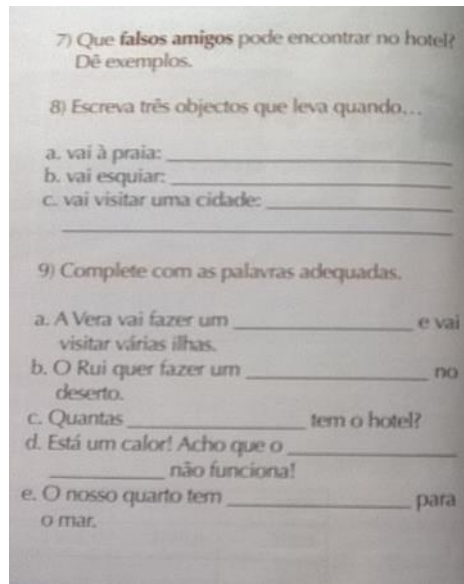 7) Que falsos amigos pode encontrar no hotel?
Dê exemplos.
8) Escreva três objectos que leva quando...
a. vai à praia: ____________________
b. vai esquiar: ____________________
c. vai visitar uma cidade: ____________________
____________________
9) Complete com as palavras adequadas.
a. A Vera vai fazer um ____________________ e vai
visitar várias ilhas.
b. O Rui quer fazer um ____________________ no
deserto.
c. Quantas ____________________ tem o hotel?
d. Está um calor! Acho que o ____________________
____________ não funciona!
e. O nosso quarto tem ____________________ para
o mar.